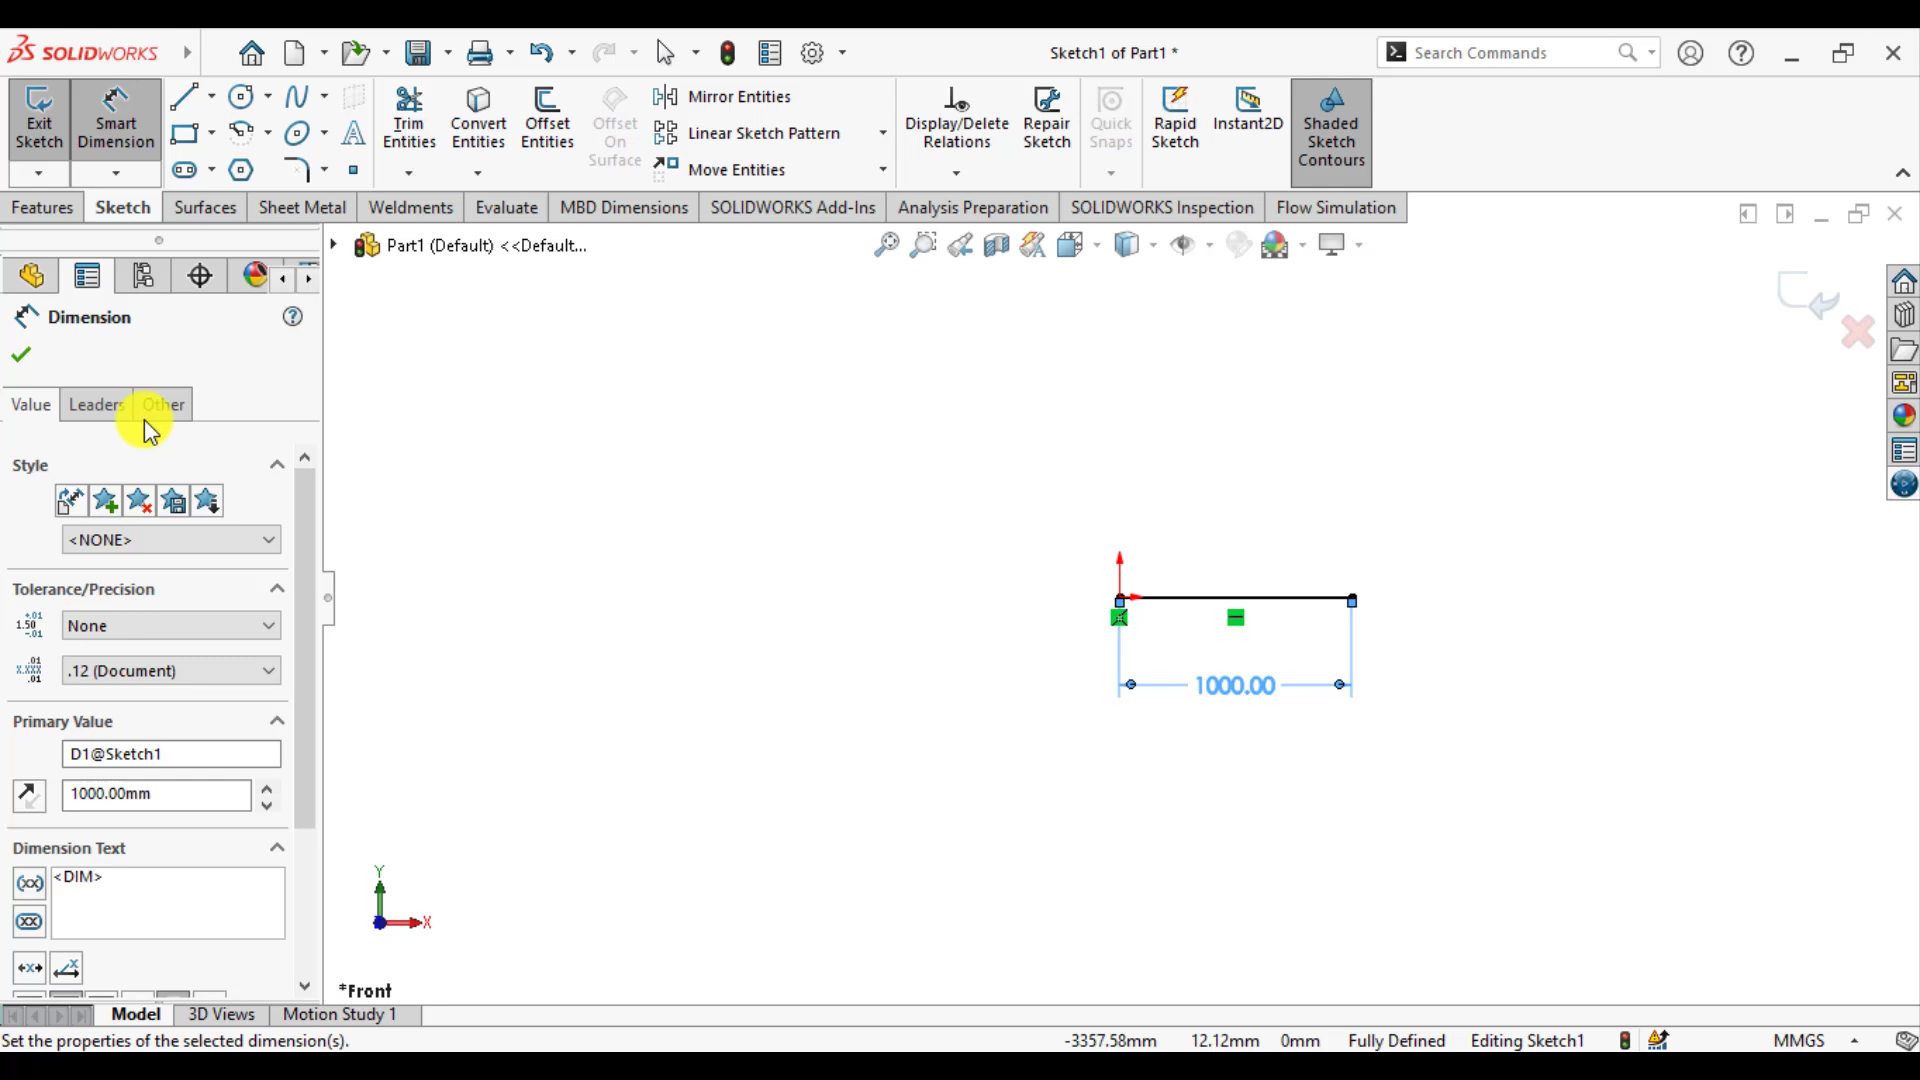 SOLIDWORKS
Sketch1 of Part1 *
Search Commands
Exit Sketch
Smart Dimension
Trim Entities
Convert Entities
Offset Entities
Offset On Surface
Mirror Entities
Linear Sketch Pattern
Move Entities
Display/Delete Relations
Repair Sketch
Quick Snaps
Rapid Sketch
Instant2D
Shaded Sketch Contours
Features
Sketch
Surfaces
Sheet Metal
Weldments
Evaluate
MBD Dimensions
SOLIDWORKS Add-Ins
Analysis Preparation
SOLIDWORKS Inspection
Flow Simulation
Part1 (Default) <<Default...
Dimension
Value
Leaders
Other
Style
<NONE>
Tolerance/Precision
None
.12 (Document)
Primary Value
D1@Sketch1
1000.00mm
Dimension Text
<DIM>
1000.00
Y
X
*Front
Model
3D Views
Motion Study 1
Set the properties of the selected dimension(s).
-3357.58mm
12.12mm
0mm
Fully Defined
Editing Sketch1
MMGS